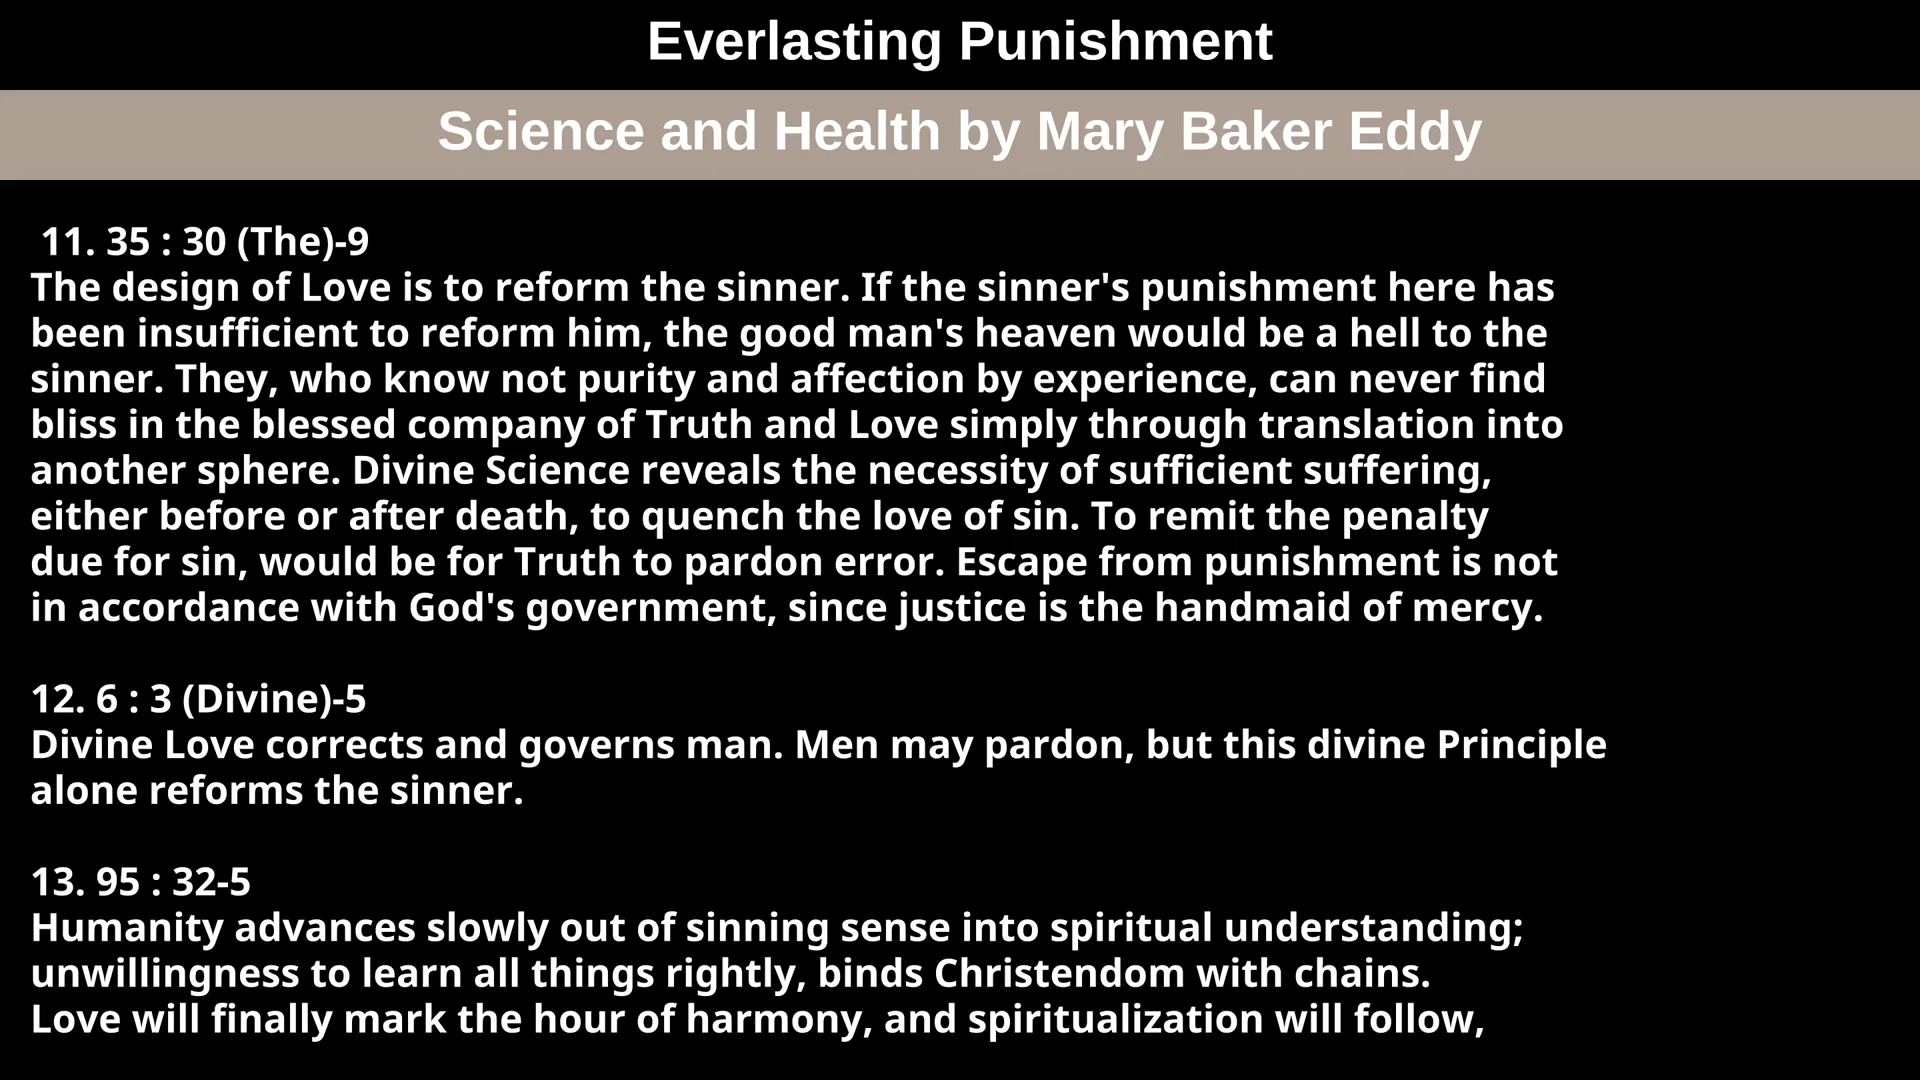 Everlasting Punishment
Science and Health by Mary Baker Eddy
11. 35 : 30 (The)-9
The design of Love is to reform the sinner. If the sinner's punishment here has
been insufficient to reform him, the good man's heaven would be a hell to the
sinner. They, who know not purity and affection by experience, can never find
bliss in the blessed company of Truth and Love simply through translation into
another sphere. Divine Science reveals the necessity of sufficient suffering,
either before or after death, to quench the love of sin. To remit the penalty
due for sin, would be for Truth to pardon error. Escape from punishment is not
in accordance with God's government, since justice is the handmaid of mercy.
12. 6 : 3 (Divine)-5
Divine Love corrects and governs man. Men may pardon, but this divine Principle
alone reforms the sinner.
13. 95 : 32-5
Humanity advances slowly out of sinning sense into spiritual understanding;
unwillingness to learn all things rightly, binds Christendom with chains.
Love will finally mark the hour of harmony, and spiritualization will follow,